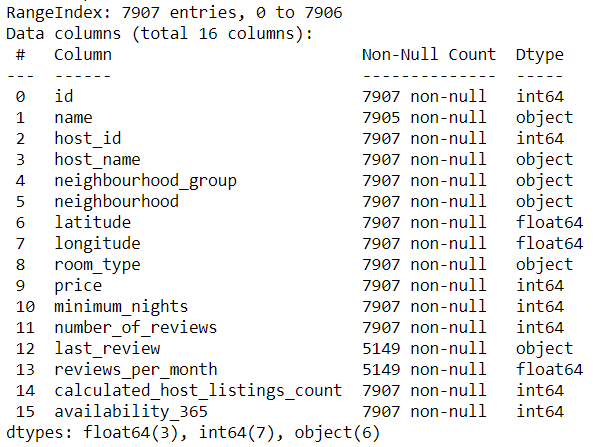 RangeIndex: 7907 entries, 0 to 7906
Data columns (total 16 columns):
 #   Column                          Non-Null Count  Dtype
---  ------                          --------------  -----
 0   id                              7907 non-null   int64
 1   name                            7905 non-null   object
 2   host_id                         7907 non-null   int64
 3   host_name                       7907 non-null   object
 4   neighbourhood_group             7907 non-null   object
 5   neighbourhood                   7907 non-null   object
 6   latitude                        7907 non-null   float64
 7   longitude                       7907 non-null   float64
 8   room_type                       7907 non-null   object
 9   price                           7907 non-null   int64
 10  minimum_nights                  7907 non-null   int64
 11  number_of_reviews               7907 non-null   int64
 12  last_review                     5149 non-null   object
 13  reviews_per_month               5149 non-null   float64
 14  calculated_host_listings_count  7907 non-null   int64
 15  availability_365                7907 non-null   int64
dtypes: float64(3), int64(7), object(6)